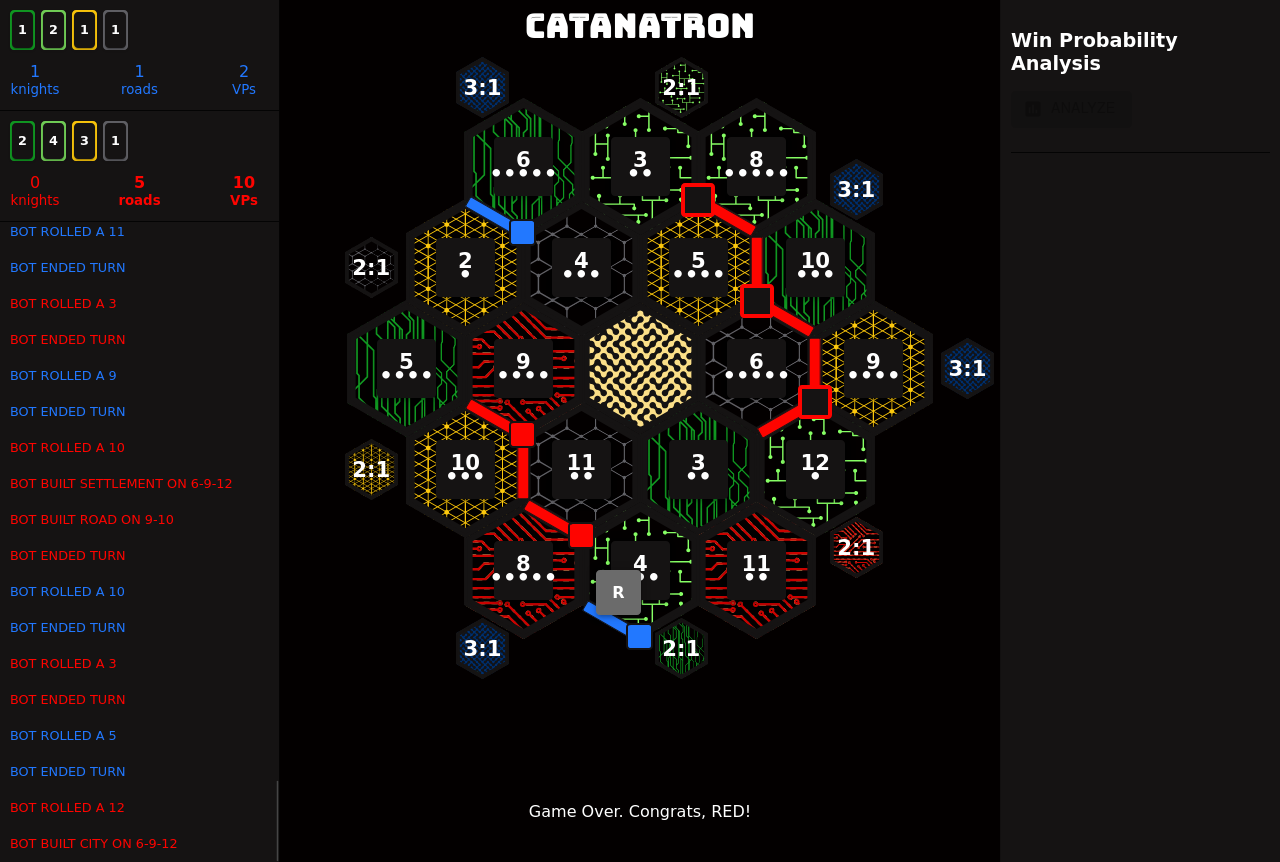 1 2 1 1
1 1 2
knights roads VPs
2 4 3 1
0 5 10
knights roads VPs
BOT ROLLED A 11
BOT ENDED TURN
BOT ROLLED A 3
BOT ENDED TURN
BOT ROLLED A 9
BOT ENDED TURN
BOT ROLLED A 10
BOT BUILT SETTLEMENT ON 6-9-12
BOT BUILT ROAD ON 9-10
BOT ENDED TURN
BOT ROLLED A 10
BOT ENDED TURN
BOT ROLLED A 3
BOT ENDED TURN
BOT ROLLED A 5
BOT ENDED TURN
BOT ROLLED A 12
BOT BUILT CITY ON 6-9-12
CATANATRON
3:1 2:1
6 3 8
3:1
2:1 2 4 5 10
5 9 6 9 3:1
2:1 10 11 3 12
8 4 11 2:1
R
3:1 2:1
Game Over. Congrats, RED!
Win Probability
Analysis
ANALYZE